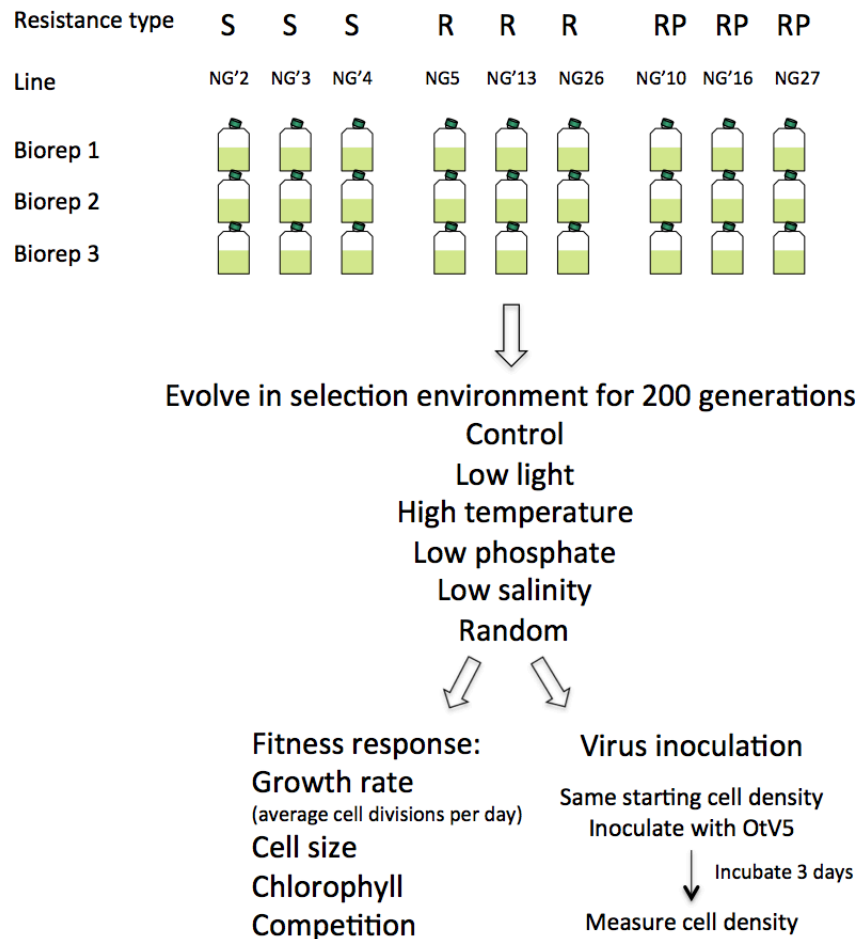 Resistance type S S S R R R RP RP RP
Line NG'2 NG'3 NG'4 NG5 NG'13 NG26 NG'10 NG'16 NG27
Biorep 1
Biorep 2
Biorep 3
Evolve in selection environment for 200 generations
Control
Low light
High temperature
Low phosphate
Low salinity
Random
Fitness response:
Growth rate
(average cell divisions per day)
Cell size
Chlorophyll
Competition
Virus inoculation
Same starting cell density
Inoculate with OtV5
Incubate 3 days
Measure cell density